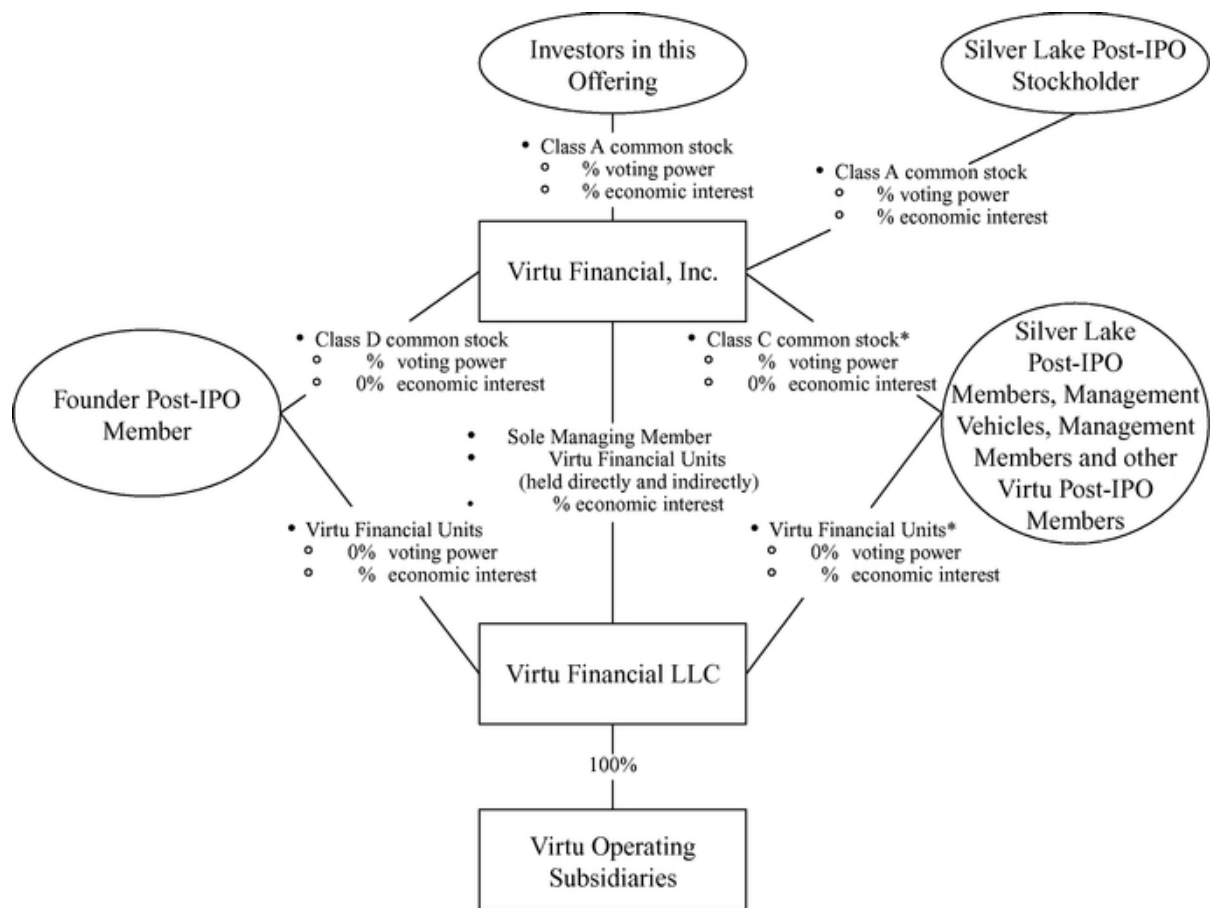 Investors in this
Offering
Silver Lake Post-IPO
Stockholder
• Class A common stock
o % voting power
o % economic interest
• Class A common stock
o % voting power
o % economic interest
Virtu Financial, Inc.
• Class D common stock
o % voting power
o 0% economic interest
• Class C common stock*
o % voting power
o 0% economic interest
Founder Post-IPO
Member
Silver Lake
Post-IPO
Members, Management
Vehicles, Management
Members and other
Virtu Post-IPO
Members
• Sole Managing Member
• Virtu Financial Units
(held directly and indirectly)
• % economic interest
• Virtu Financial Units
o 0% voting power
o % economic interest
• Virtu Financial Units*
o 0% voting power
o % economic interest
Virtu Financial LLC
100%
Virtu Operating
Subsidiaries